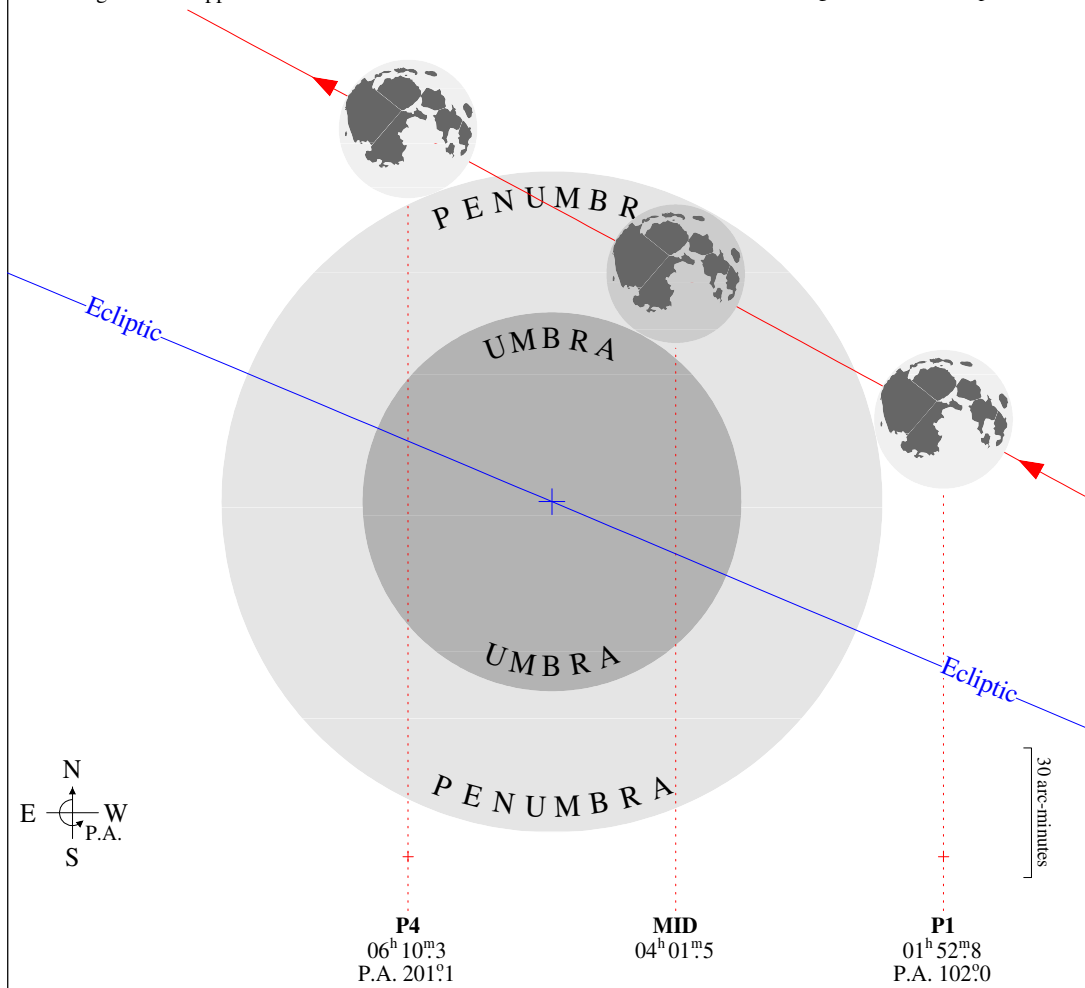 PENUMBR
UMBRA
Ecliptic
UMBRA
Ecliptic
PENUMBRA
30 arc-minutes
N
E W
P.A.
S
P4 MID P1
06ʰ 10ᵐ.3 04ʰ 01ᵐ.5 01ʰ 52ᵐ.8
P.A. 201°.1 P.A. 102°.0